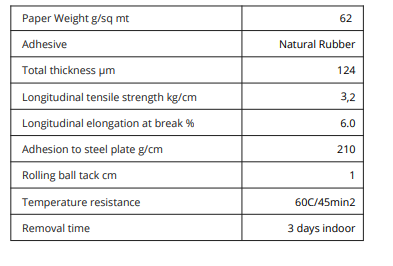 Paper Weight g/sq mt 62
Adhesive Natural Rubber
Total thickness µm 124
Longitudinal tensile strength kg/cm 3,2
Longitudinal elongation at break % 6.0
Adhesion to steel plate g/cm 210
Rolling ball tack cm 1
Temperature resistance 60C/45min2
Removal time 3 days indoor